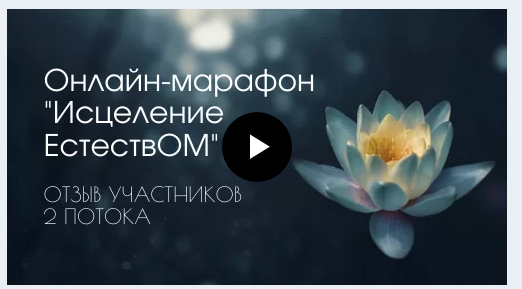 Онлайн-марафон
"Исцеление
ЕстествОМ"
ОТЗЫВ УЧАСТНИКОВ
2 ПОТОКА